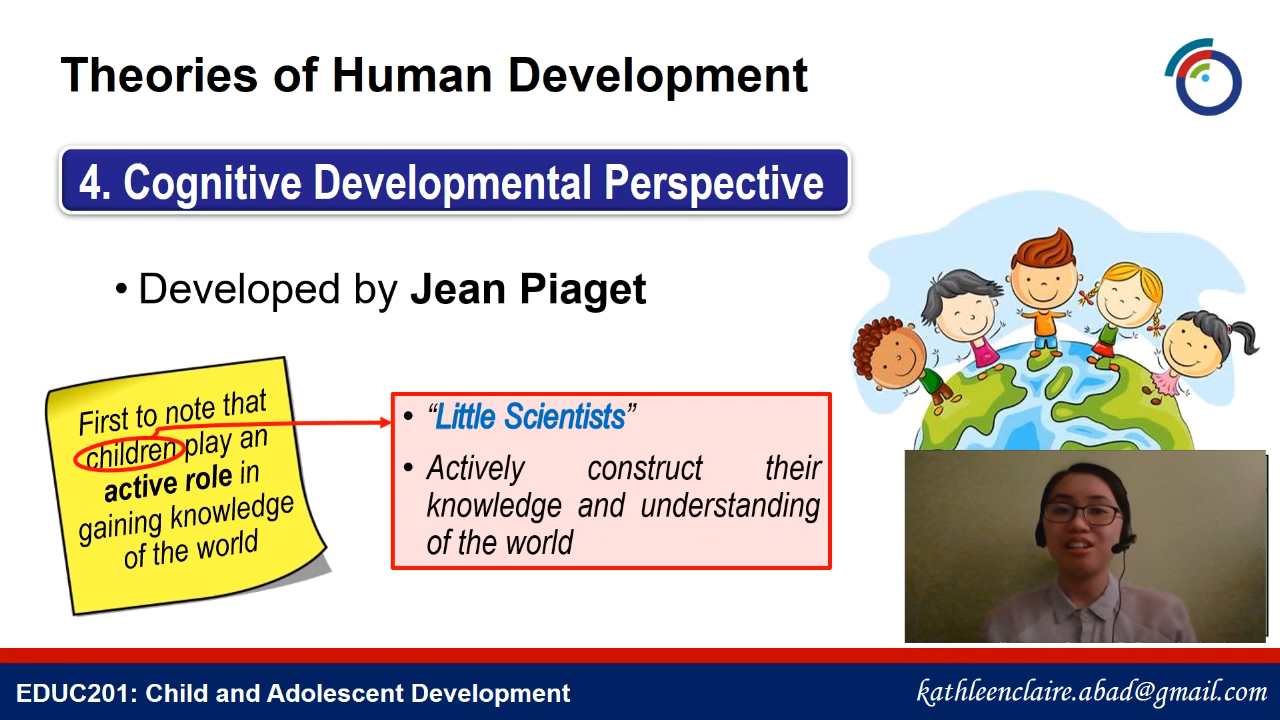 Theories of Human Development
4. Cognitive Developmental Perspective
• Developed by Jean Piaget
First to note that
children play an
active role in
gaining knowledge
of the world
• “Little Scientists”
• Actively construct their
knowledge and understanding
of the world
EDUC201: Child and Adolescent Development
kathleenclaire.abad@gmail.com